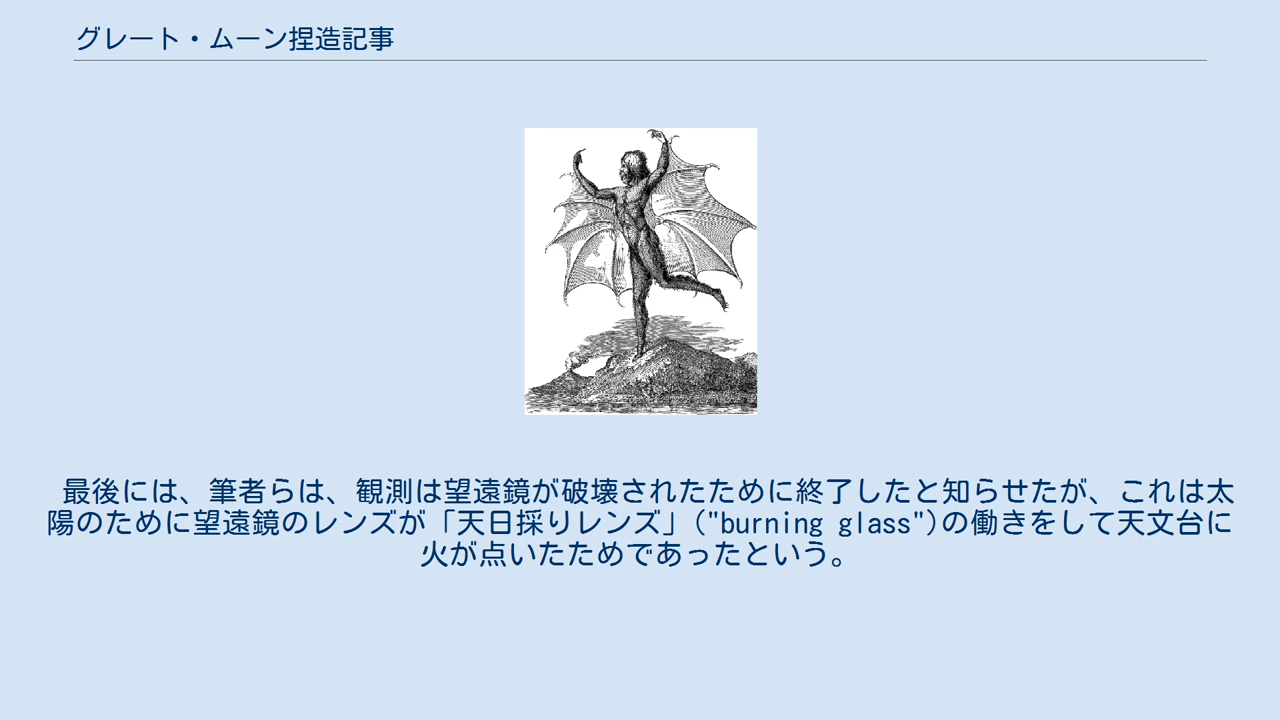 グレート・ムーン捏造記事
最後には、筆者らは、観測は望遠鏡が破壊されたために終了したと知らせたが、これは太
陽のために望遠鏡のレンズが「天日採りレンズ」("burning glass")の働きをして天文台に
火が点いたためであったという。